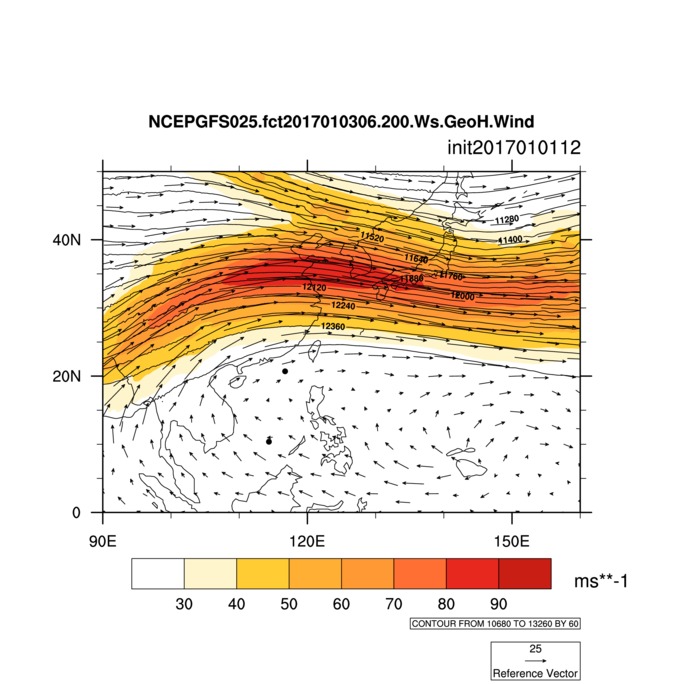 NCEPGFS025.fct2017010306.200.Ws.GeoH.Wind
init2017010112
11280
11520
11400
40N
11640
11760
11880
12120
12000
12240
12360
20N
0
90E 120E 150E
ms**-1
30 40 50 60 70 80 90
CONTOUR FROM 10680 TO 13260 BY 60
25
Reference Vector